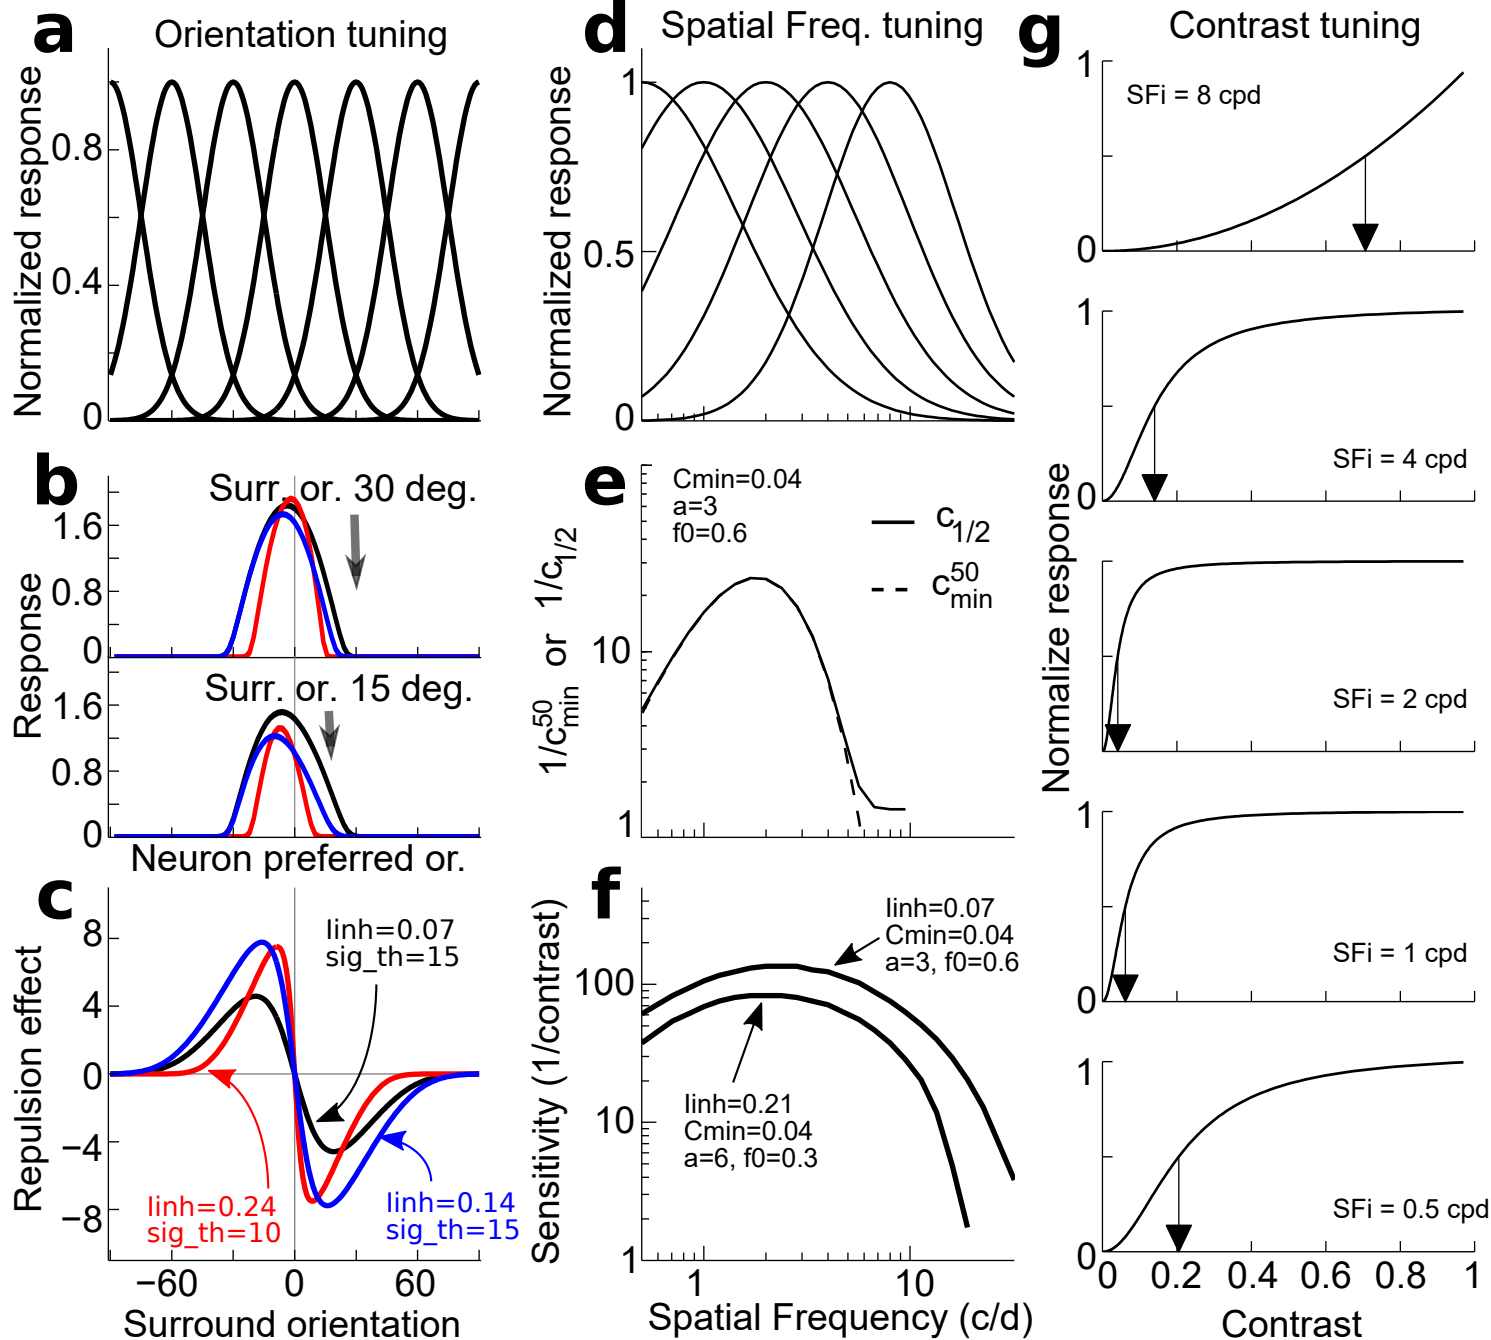 a
Orientation tuning
Normalized response
0.8
0.4
0
b
Surr. or. 30 deg.
1.6
0.8
0
Surr. or. 15 deg.
1.6
0.8
0
Response
Neuron preferred or.
c
Repulsion effect
8
4
0
−4
−8
Iinh=0.07
sig_th=15
Iinh=0.24
sig_th=10
Iinh=0.14
sig_th=15
−60 0 60
Surround orientation
d
Spatial Freq. tuning
Normalized response
1
0.5
0
e
Cmin=0.04
a=3
f0=0.6
c1/2
c50min
1/c50min or 1/c1/2
10
1
f
Sensitivity (1/contrast)
100
10
1
Iinh=0.07
Cmin=0.04
a=3, f0=0.6
Iinh=0.21
Cmin=0.04
a=6, f0=0.3
1 10
Spatial Frequency (c/d)
g
Contrast tuning
Normalize response
1
SFi = 8 cpd
0
1
SFi = 4 cpd
0
SFi = 2 cpd
1
SFi = 1 cpd
0
1
SFi = 0.5 cpd
0
0 0.2 0.4 0.6 0.8 1
Contrast